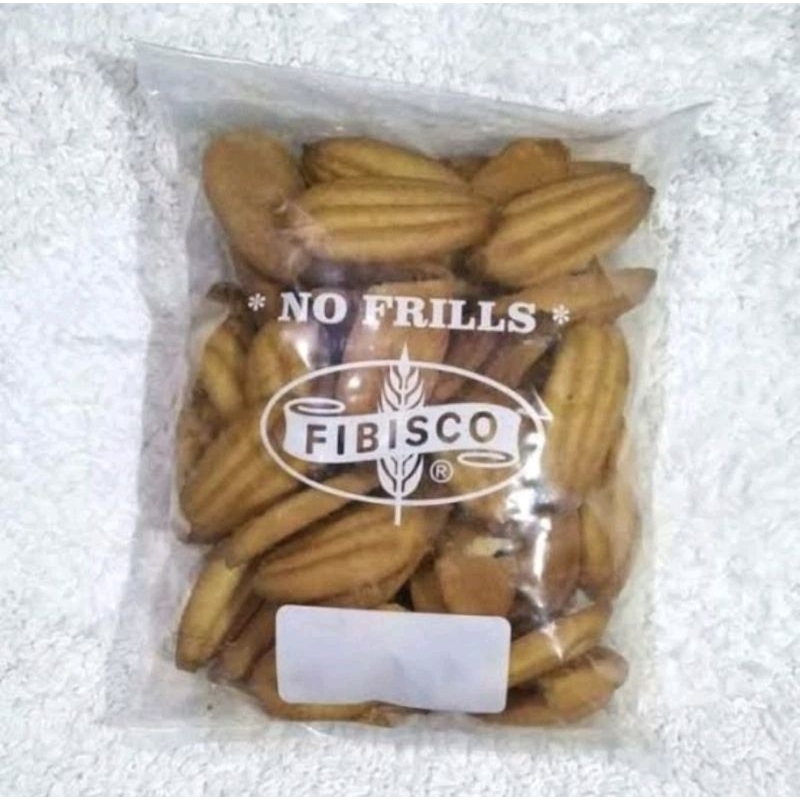 * NO FRILLS *
FIBISCO
®